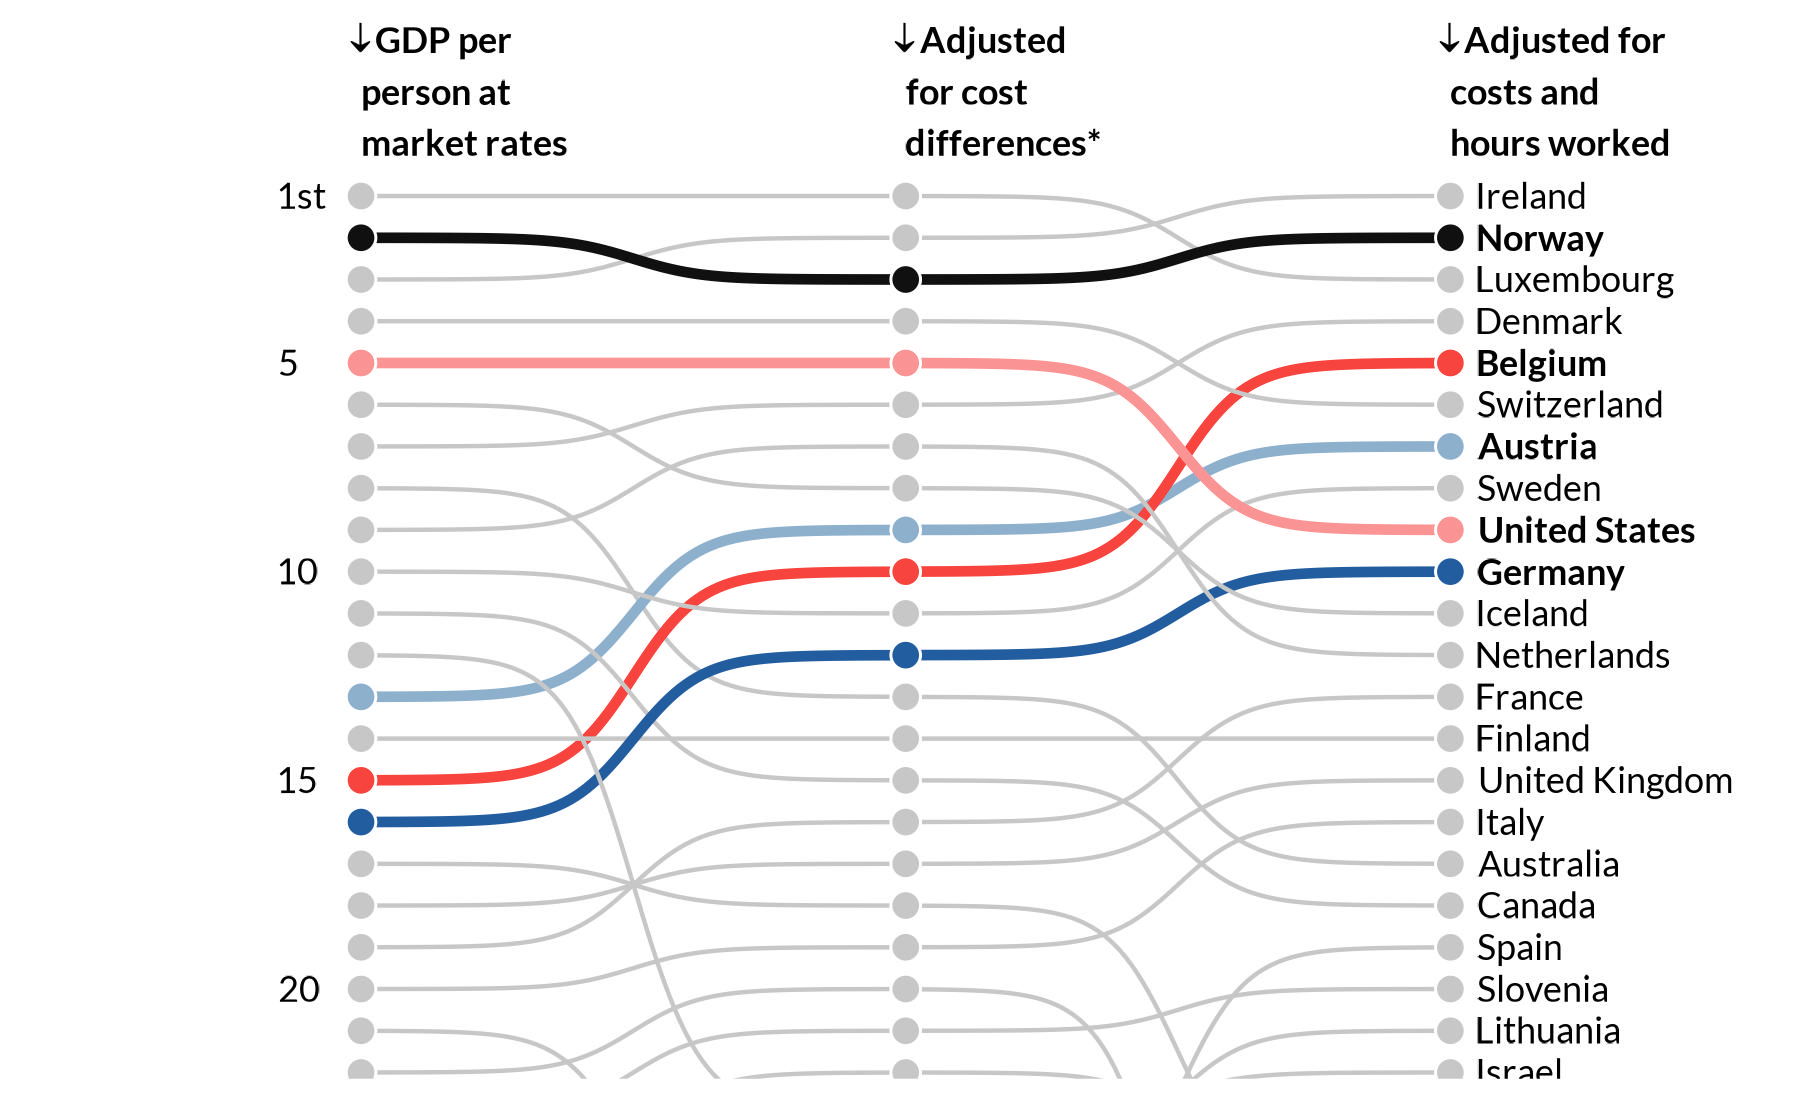 ↓GDP per
person at
market rates
↓Adjusted
for cost
differences*
↓Adjusted for
costs and
hours worked
1st
5
10
15
20
Ireland
Norway
Luxembourg
Denmark
Belgium
Switzerland
Austria
Sweden
United States
Germany
Iceland
Netherlands
France
Finland
United Kingdom
Italy
Australia
Canada
Spain
Slovenia
Lithuania
Israel